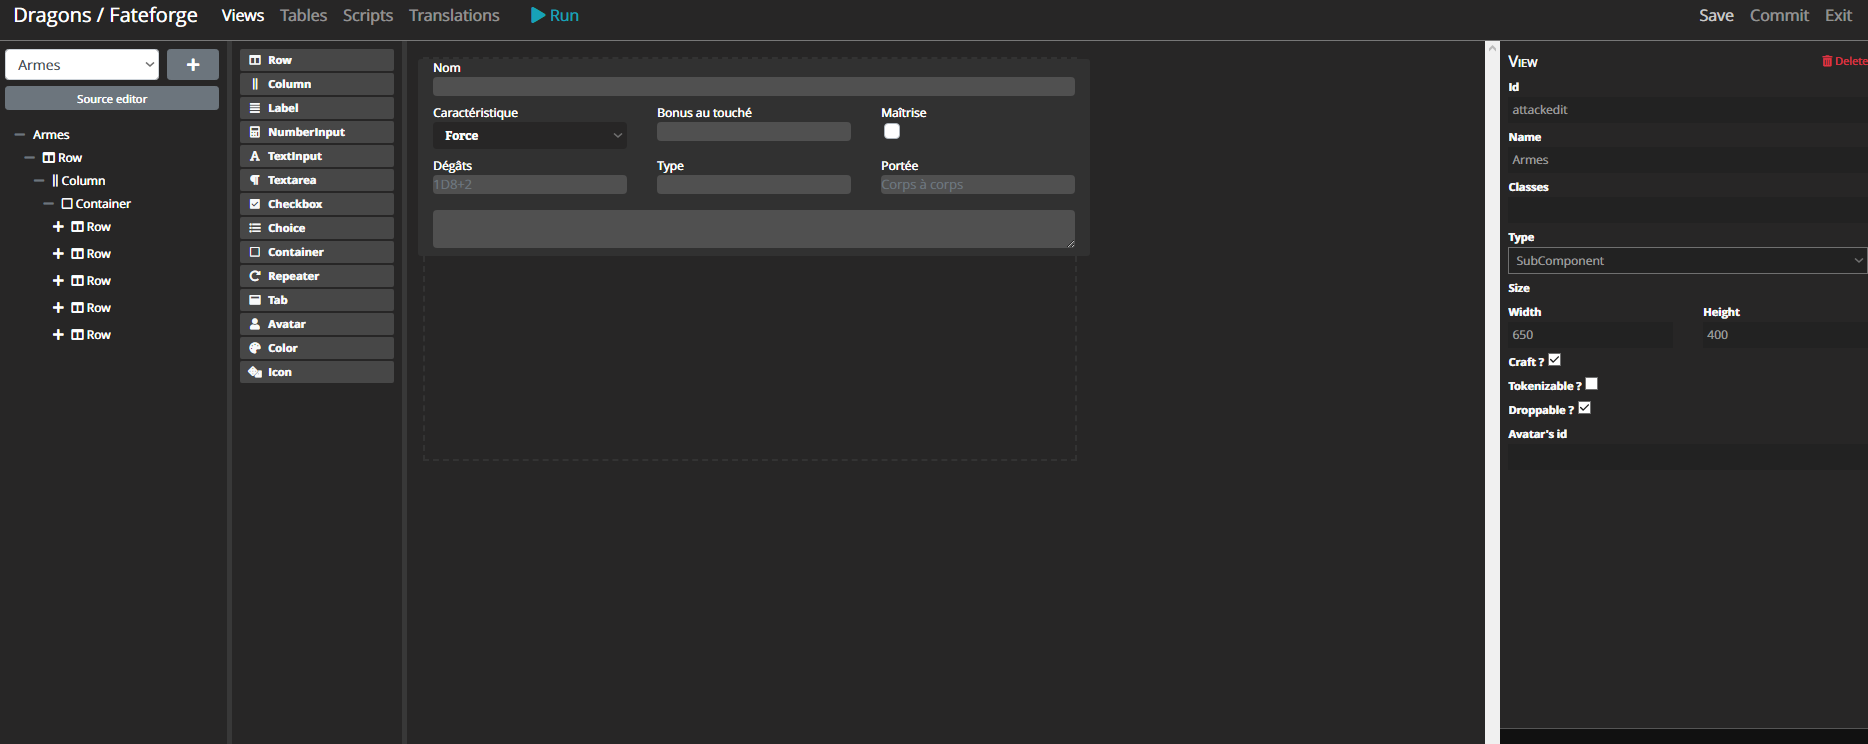 Dragons / Fateforge Views Tables Scripts Translations Run Save Commit Exit
Armes
Source editor
Armes
Row
Column
Container
Row
Row
Row
Row
Row
Row
Column
Label
NumberInput
TextInput
Textarea
Checkbox
Choice
Container
Repeater
Tab
Avatar
Color
Icon
Nom
Caractéristique Bonus au touché Maîtrise
Force
Dégâts Type Portée
1D8+2 Corps à corps
View Delete
Id
attackedit
Name
Armes
Classes
Type
SubComponent
Size
Width Height
650 400
Craft ?
Tokenizable ?
Droppable ?
Avatar's id